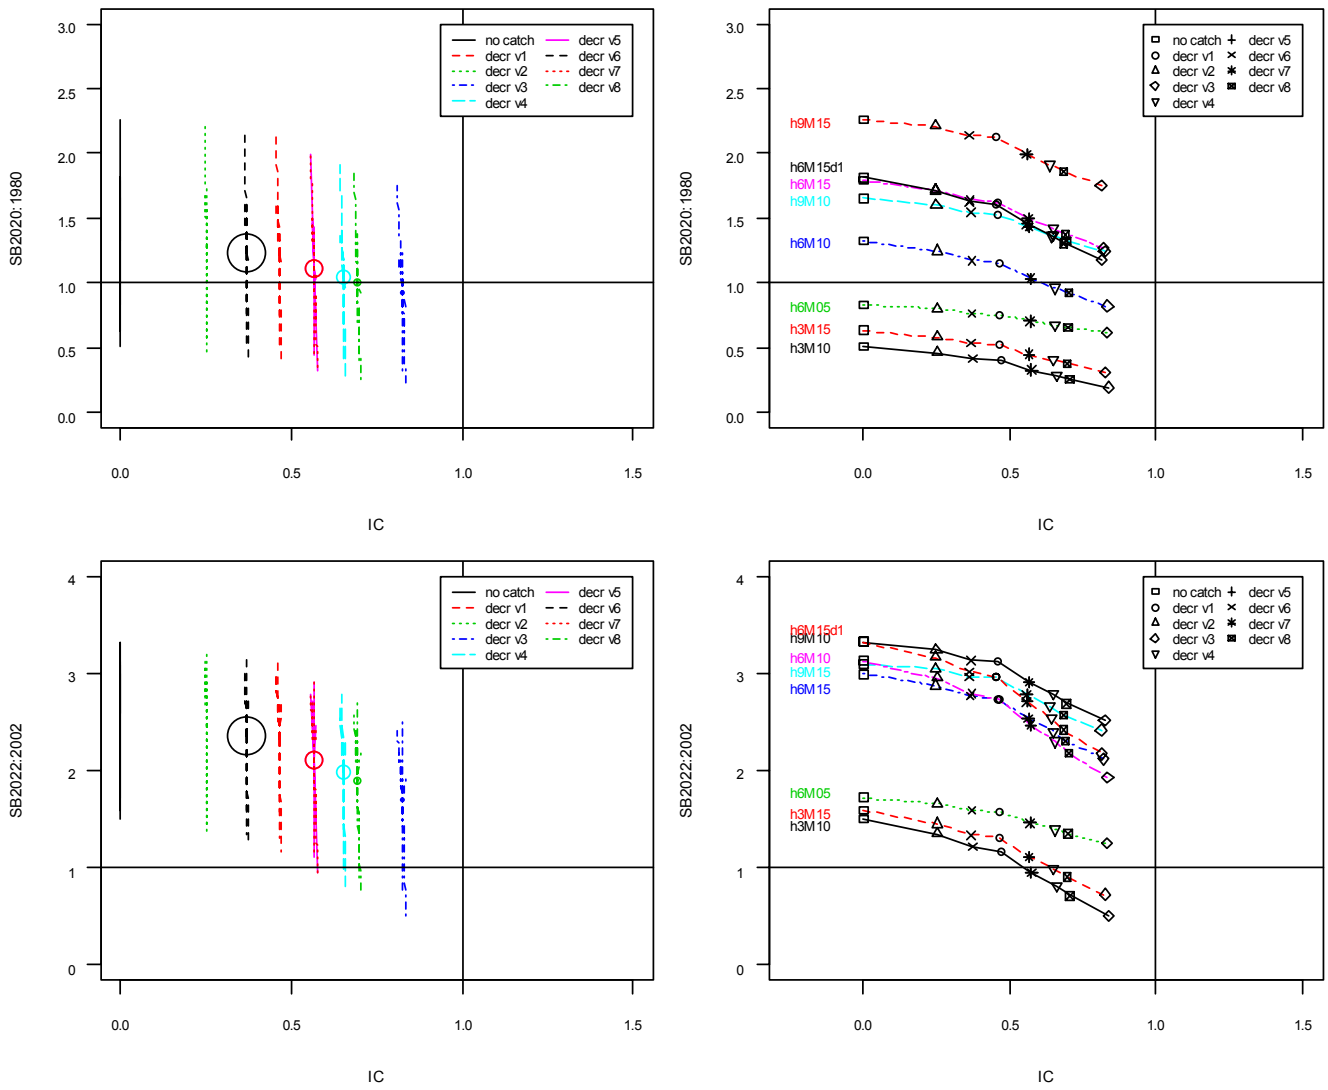 3.0
2.5
2.0
1.5
1.0
0.5
0.0
SB2020:1980
no catch
decr v1
decr v2
decr v3
decr v4
decr v5
decr v6
decr v7
decr v8
0.0 0.5 1.0 1.5
IC
3.0
2.5
2.0
1.5
1.0
0.5
0.0
SB2020:1980
no catch
decr v1
decr v2
decr v3
decr v4
decr v5
decr v6
decr v7
decr v8
h9M15
h6M15d1
h6M15
h9M10
h6M10
h6M05
h3M15
h3M10
0.0 0.5 1.0 1.5
IC
4
3
2
1
0
SB2022:2002
no catch
decr v1
decr v2
decr v3
decr v4
decr v5
decr v6
decr v7
decr v8
0.0 0.5 1.0 1.5
IC
4
3
2
1
0
SB2022:2002
no catch
decr v1
decr v2
decr v3
decr v4
decr v5
decr v6
decr v7
decr v8
h6M15d1
h9M10
h6M10
h9M15
h6M15
h6M05
h3M15
h3M10
0.0 0.5 1.0 1.5
IC